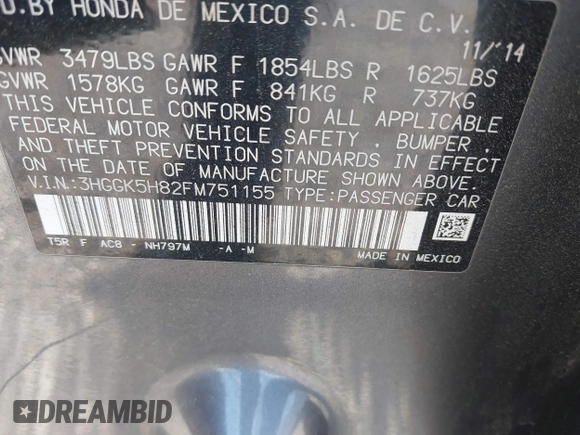 D.BY HONDA DE MEXICO S.A. DE C.V.
11/'14
GVWR 3479LBS GAWR F 1854LBS R 1625LBS
GVWR 1578KG GAWR F 841KG R 737KG
THIS VEHICLE CONFORMS TO ALL APPLICABLE
FEDERAL MOTOR VEHICLE SAFETY, BUMPER,
AND THEFT PREVENTION STANDARDS IN EFFECT
ON THE DATE OF MANUFACTURE SHOWN ABOVE.
V.I.N.:3HGGK5H82FM751155 TYPE:PASSENGER CAR
T5R F AC8 - NH797M -A -M
MADE IN MEXICO
DREAMBID